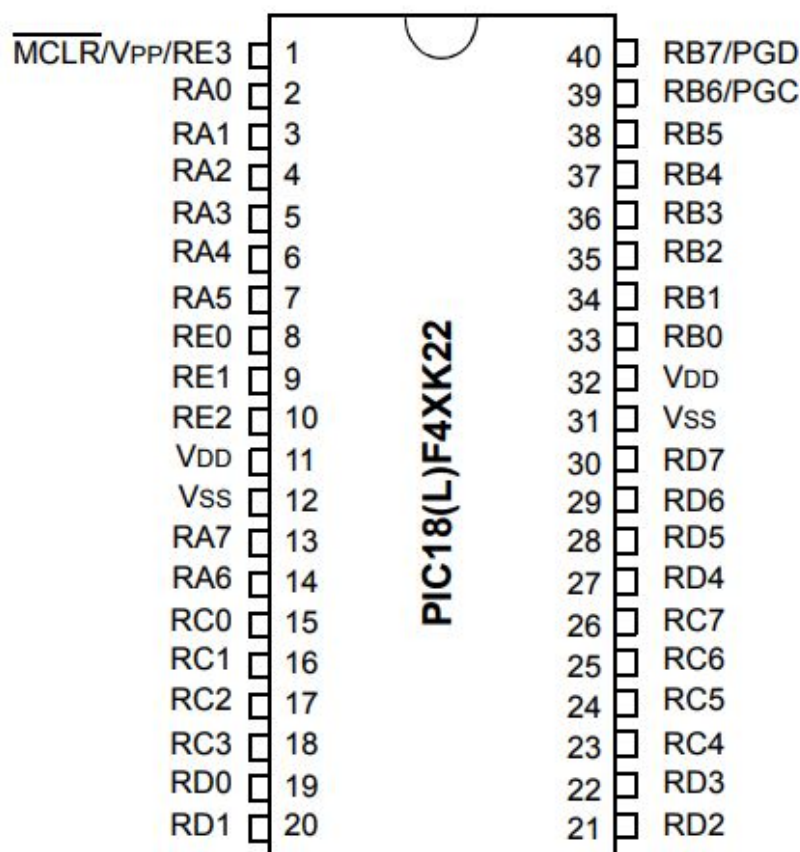 MCLR/VPP/RE3 1 40 RB7/PGD
RA0 2 39 RB6/PGC
RA1 3 38 RB5
RA2 4 37 RB4
RA3 5 36 RB3
RA4 6 35 RB2
RA5 7 34 RB1
RE0 8 33 RB0
RE1 9 32 VDD
RE2 10 31 VSS
VDD 11 30 RD7
VSS 12 29 RD6
RA7 13 28 RD5
RA6 14 27 RD4
RC0 15 26 RC7
RC1 16 25 RC6
RC2 17 24 RC5
RC3 18 23 RC4
RD0 19 22 RD3
RD1 20 21 RD2
PIC18(L)F4XK22